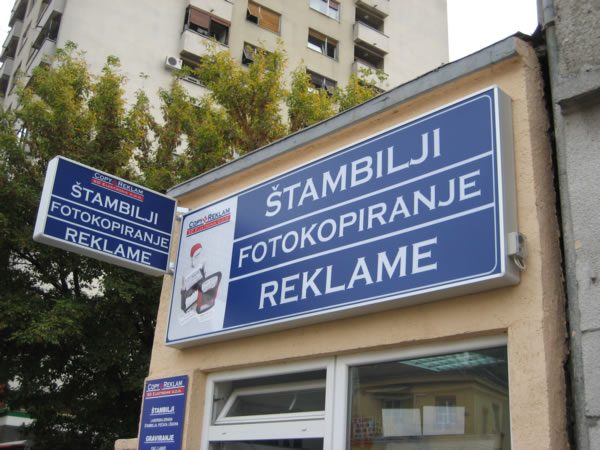 COPY REKLAM
ŠTAMBILJI
FOTOKOPIRANJE
REKLAME
COPY REKLAM
ŠTAMBILJI
FOTOKOPIRANJE
REKLAME
COPY REKLAM
ŠTAMBILJI
GRAVIRANJE